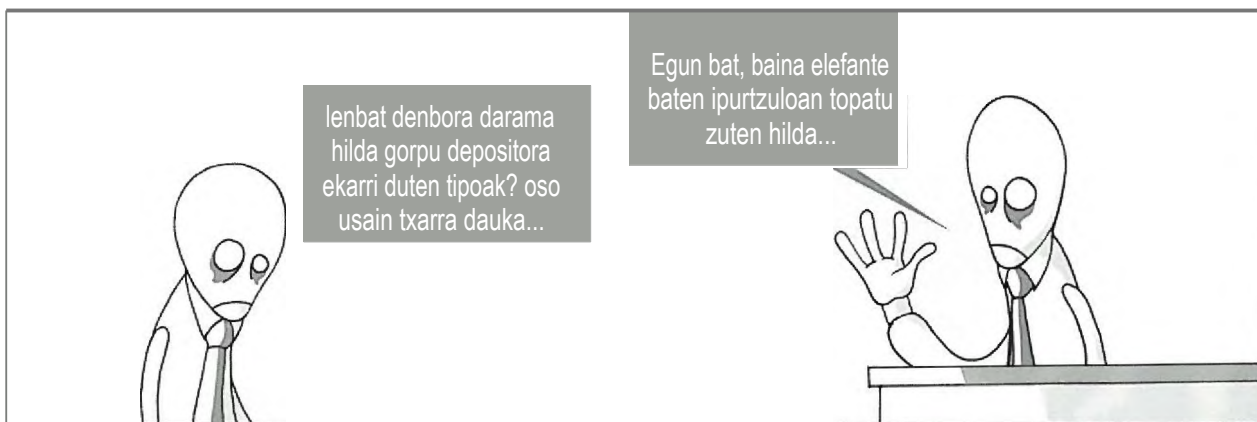 Ienbat denbora darama
hilda gorpu depositora
ekarri duten tipoak? oso
usain txarra dauka...
Egun bat, baina elefante
baten ipurtzuloan topatu
zuten hilda...